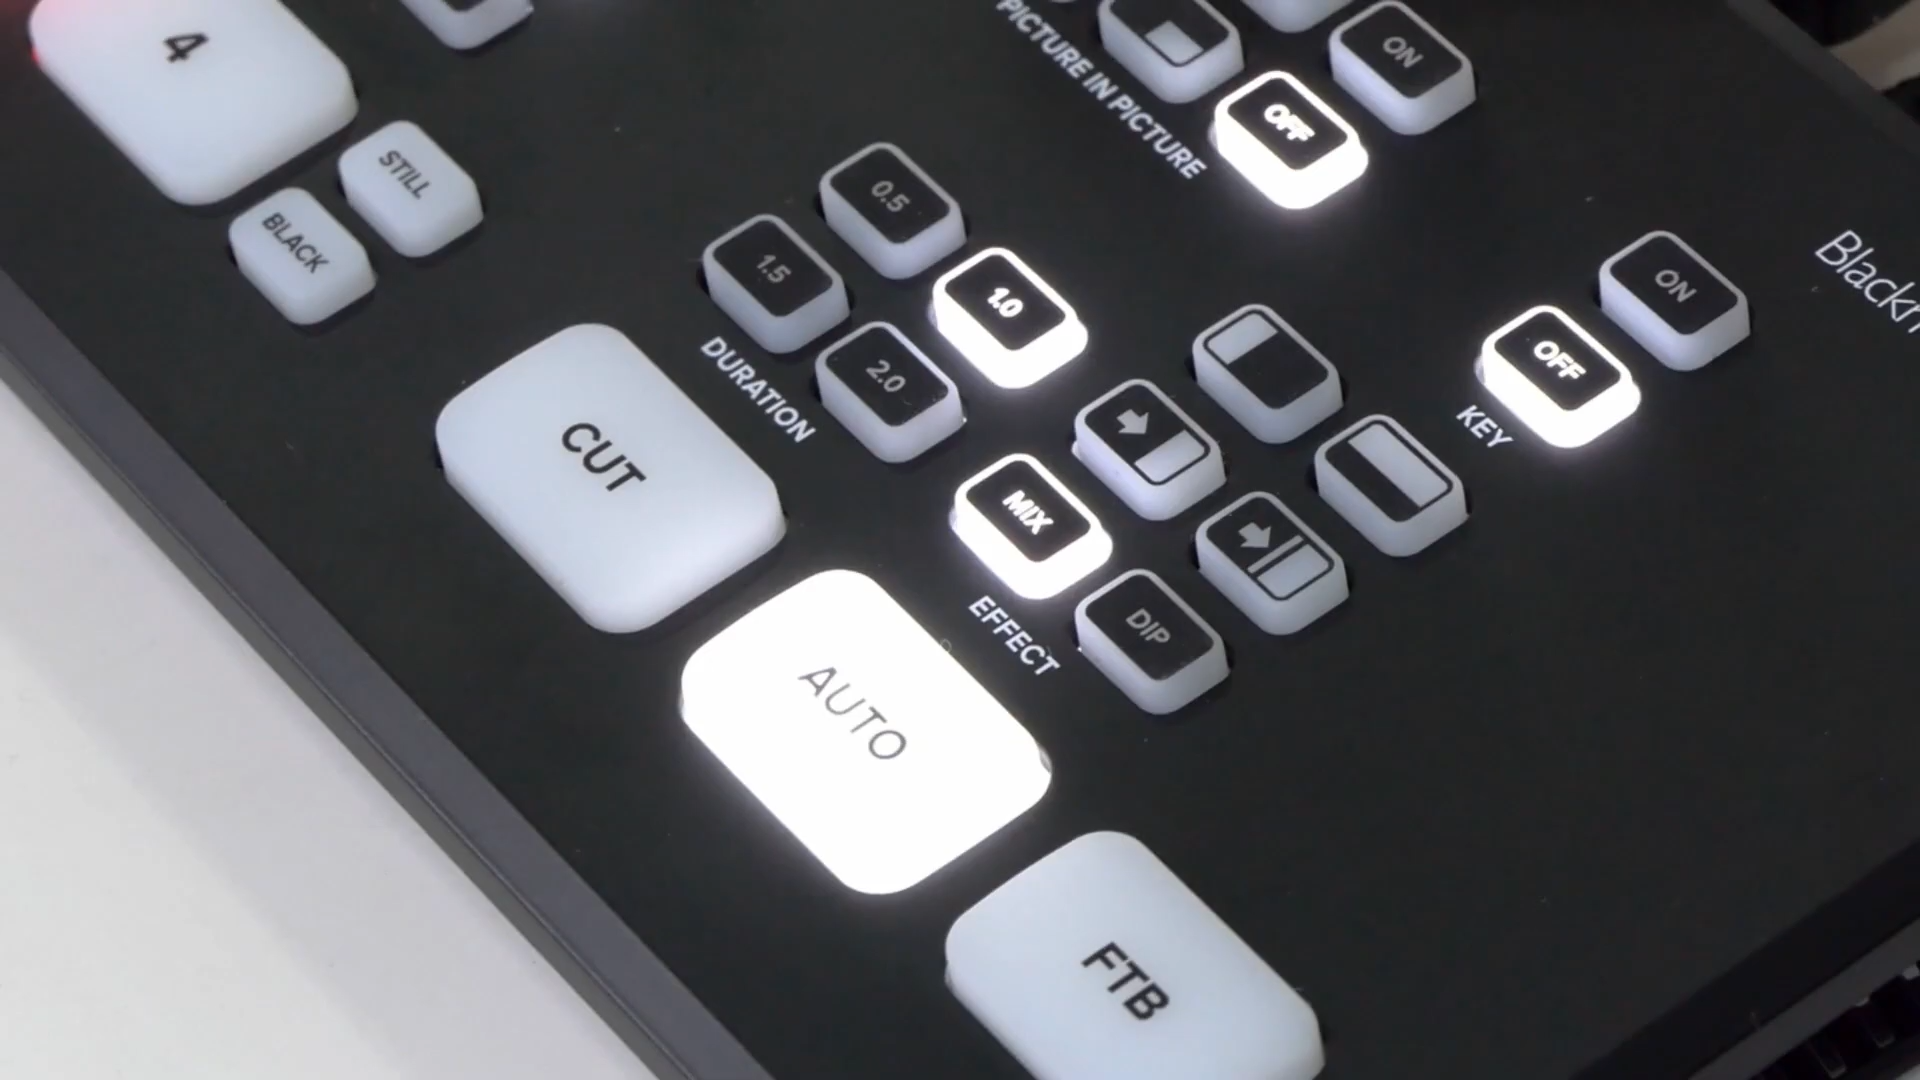 4
STILL
BLACK
PICTURE IN PICTURE
ON
OFF
0.5
1.5
1.0
2.0
DURATION
CUT
MIX
DIP
EFFECT
AUTO
FTB
ON
OFF
KEY